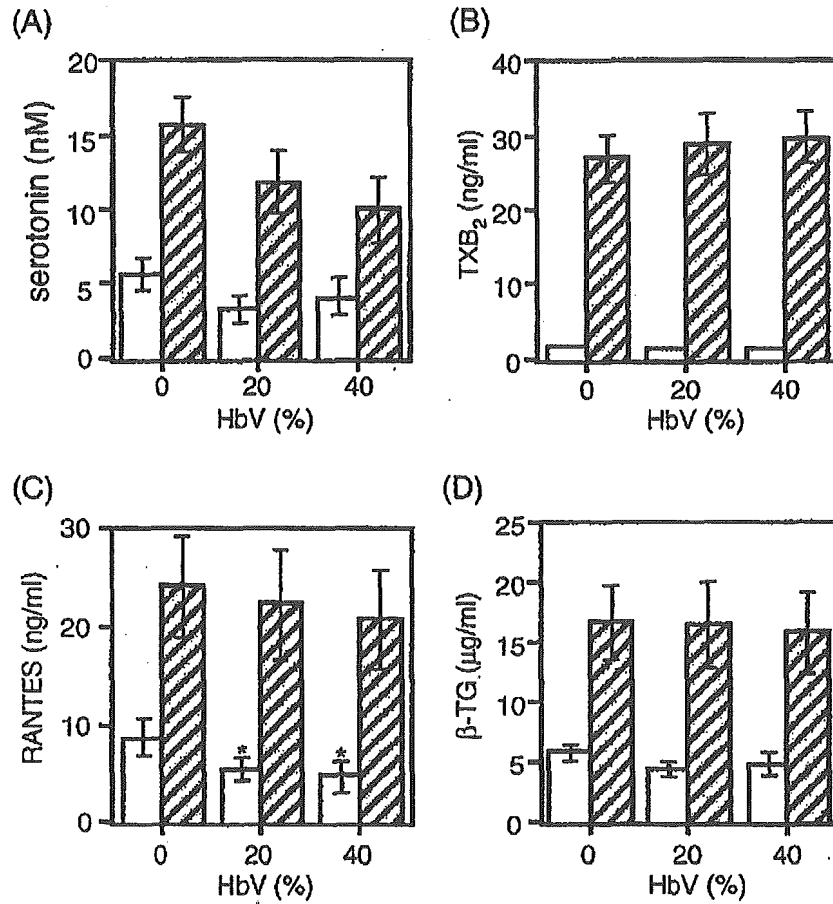 (A)
serotonin (nM)
20
15
10
5
0
0 20 40
HbV (%)
(B)
TXB2 (ng/ml)
40
30
20
10
0
0 20 40
HbV (%)
(C)
RANTES (ng/ml)
30
20
10
0
* *
0 20 40
HbV (%)
(D)
β-TG (μg/ml)
25
20
15
10
5
0
0 20 40
HbV (%)